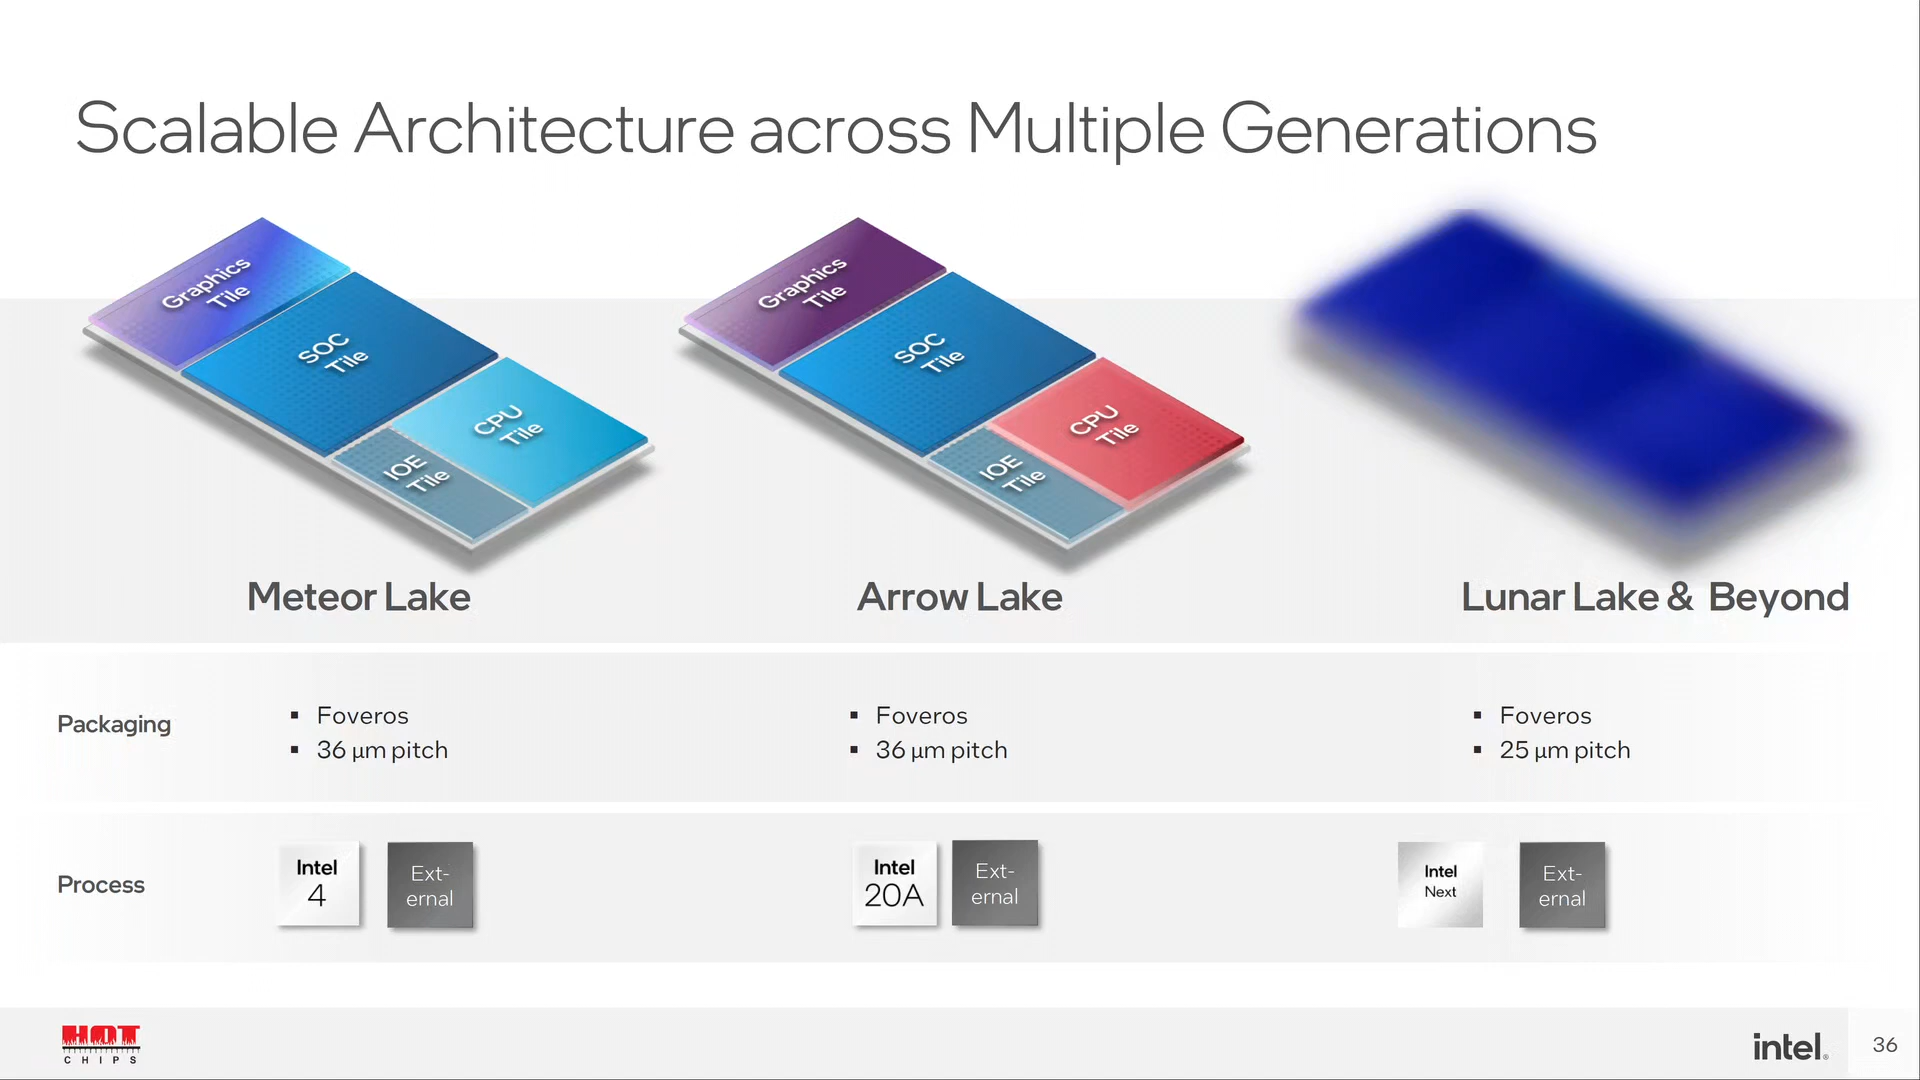 Scalable Architecture across Multiple Generations
Graphics
Tile
SOC
Tile
CPU
Tile
IOE
Tile
Graphics
Tile
SOC
Tile
CPU
Tile
IOE
Tile
Meteor Lake
Arrow Lake
Lunar Lake & Beyond
Packaging
▪ Foveros
▪ 36 µm pitch
▪ Foveros
▪ 36 µm pitch
▪ Foveros
▪ 25 µm pitch
Process
Intel
4
Ext-
ernal
Intel
20A
Ext-
ernal
Intel
Next
Ext-
ernal
HOT
CHIPS
intel.
36